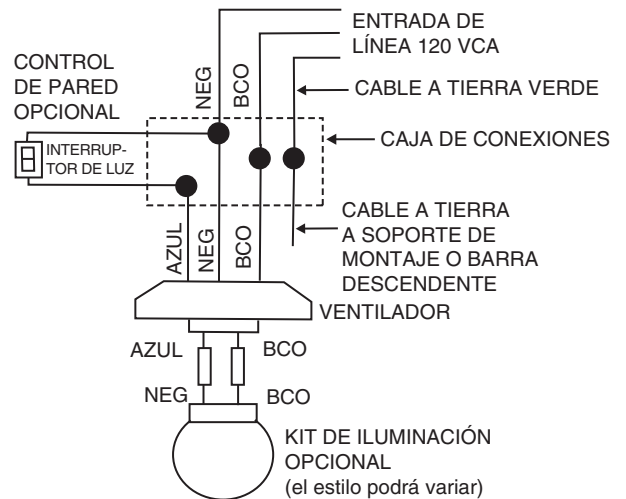 ENTRADA DE
LÍNEA 120 VCA
CONTROL
DE PARED
OPCIONAL
NEG
BCO
CABLE A TIERRA VERDE
CAJA DE CONEXIONES
INTERRUP-
TOR DE LUZ
CABLE A TIERRA
A SOPORTE DE
MONTAJE O BARRA
DESCENDENTE
AZUL
NEG
BCO
VENTILADOR
AZUL
BCO
NEG
BCO
KIT DE ILUMINACIÓN
OPCIONAL
(el estilo podrá variar)